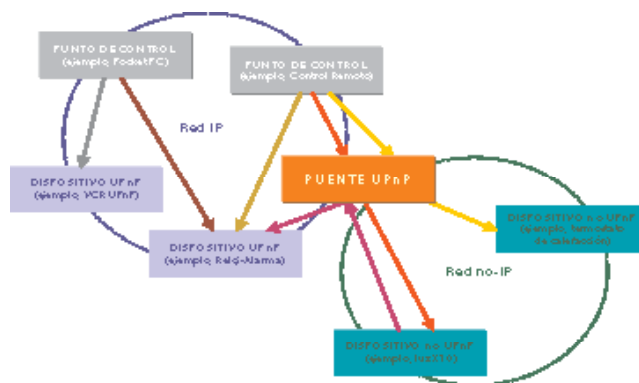 PUNTO DE CONTROL
(ejemplo, PocketPC)
PUNTO DE CONTROL
(ejemplo, Control Remoto)
Red IP
DISPOSITIVO UPnP
(ejemplo, VCR UPnP)
PUENTE UPnP
DISPOSITIVO no UPnP
(ejemplo, termostato
de calefacción)
DISPOSITIVO UPnP
(ejemplo, Reloj-Alarma)
Red no-IP
DISPOSITIVO no UPnP
(ejemplo, luz X10)